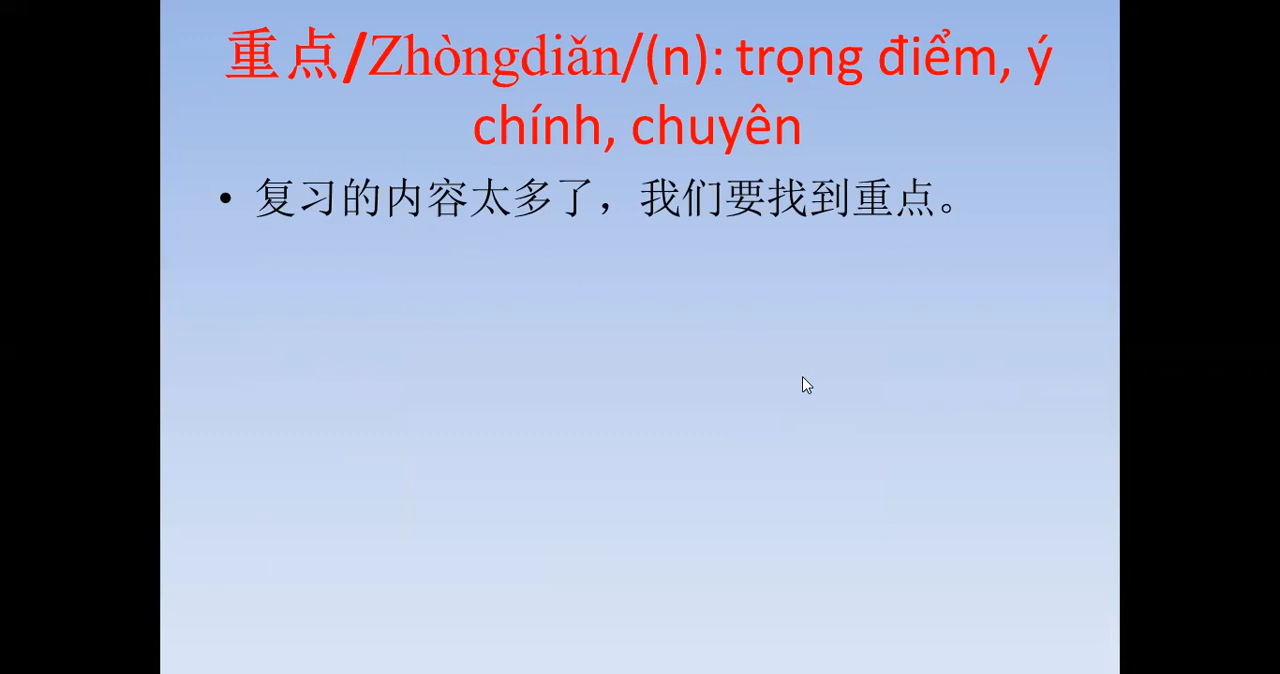 重点/Zhòngdiǎn/(n): trọng điểm, ý
chính, chuyên
• 复习的内容太多了，我们要找到重点。